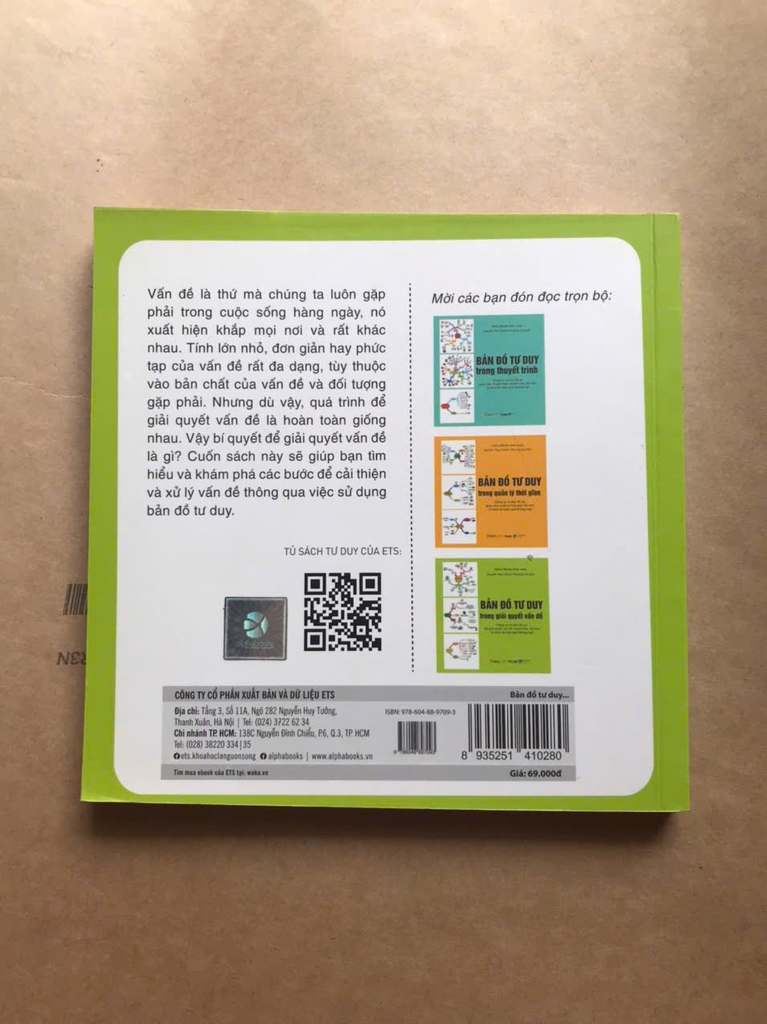 Vấn đề là thứ mà chúng ta luôn gặp
phải trong cuộc sống hàng ngày, nó
xuất hiện khắp mọi nơi và rất khác
nhau. Tính lớn nhỏ, đơn giản hay phức
tạp của vấn đề rất đa dạng, tùy thuộc
vào bản chất của vấn đề và đối tượng
gặp phải. Nhưng dù vậy, quá trình để
giải quyết vấn đề là hoàn toàn giống
nhau. Vậy bí quyết để giải quyết vấn đề
là gì? Cuốn sách này sẽ giúp bạn tìm
hiểu và khám phá các bước để cải thiện
và xử lý vấn đề thông qua việc sử dụng
bản đồ tư duy.
TỦ SÁCH TƯ DUY CỦA ETS:
Mời các bạn đón đọc trọn bộ:
BẢN ĐỒ TƯ DUY
trong thuyết trình
BẢN ĐỒ TƯ DUY
trong quản lý thời gian
BẢN ĐỒ TƯ DUY
trong giải quyết vấn đề
CÔNG TY CỔ PHẦN XUẤT BẢN VÀ DỮ LIỆU ETS
Bản đồ tư duy...
Địa chỉ: Tầng 3, Số 11A, Ngõ 282 Nguyễn Huy Tưởng,
Thanh Xuân, Hà Nội | Tel: (024) 3722 62 34
Chi nhánh TP. HCM: 138C Nguyễn Đình Chiểu, P.6, Q.3, TP. HCM
Tel: (028) 38220 334 | 35
ets.khoahoclanguonsong alphabooks | www.alphabooks.vn
Tìm mua ebook của ETS tại: waka.vn
ISBN: 978-604-88-9709-3
8 935251 410280
Giá: 69.000đ